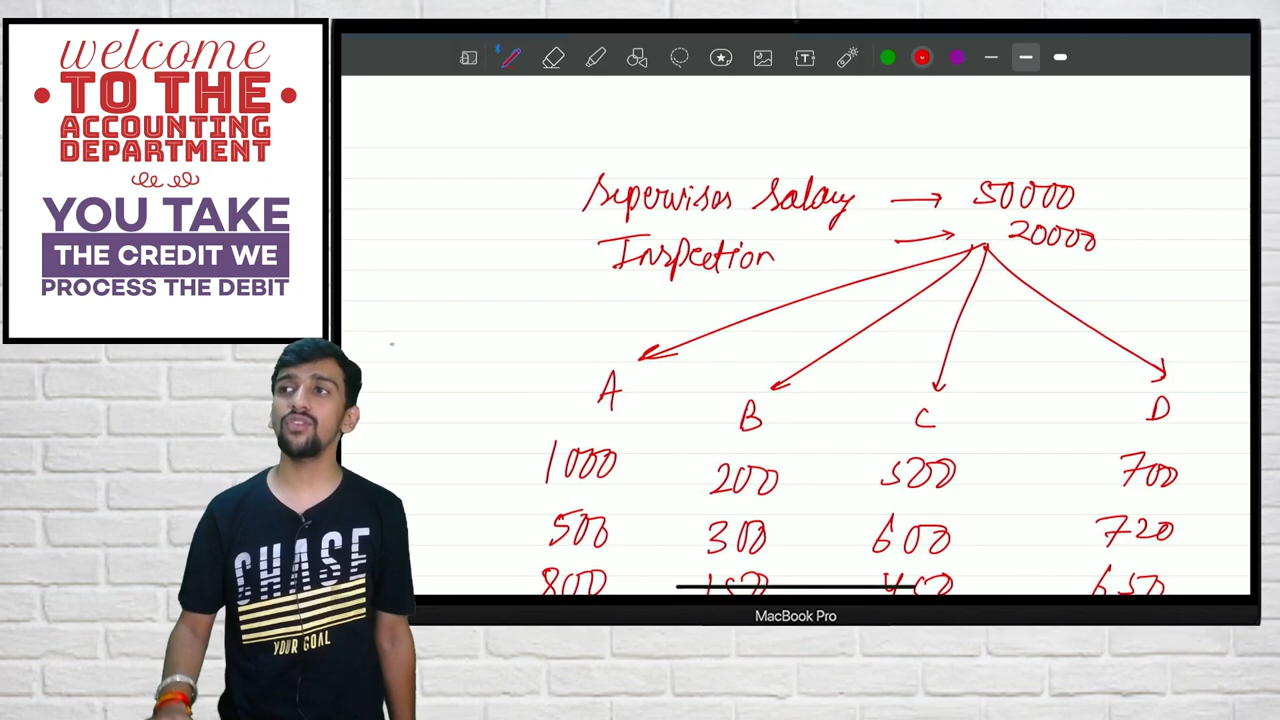 welcome
TO THE
ACCOUNTING
DEPARTMENT
YOU TAKE
THE CREDIT WE
PROCESS THE DEBIT
T
Supervisor Salary → 50000
Inspection → 20000
A B C D
1000 200 500 700
500 300 600 720
800 650
CHASE
YOUR GOAL
MacBook Pro